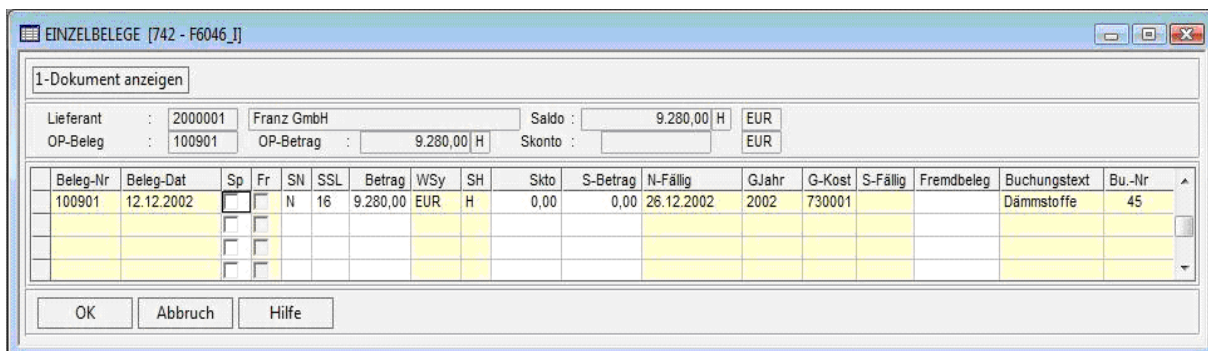 EINZELBELEGE [742 - F6046_I]
1-Dokument anzeigen
Lieferant : 2000001 Franz GmbH Saldo : 9.280,00 H EUR
OP-Beleg : 100901 OP-Betrag : 9.280,00 H Skonto : EUR
Beleg-Nr Beleg-Dat Sp Fr SN SSL Betrag WSy SH Skto S-Betrag N-Fällig GJahr G-Kost S-Fällig Fremdbeleg Buchungstext Bu.-Nr
100901 12.12.2002 N 16 9.280,00 EUR H 0,00 0,00 26.12.2002 2002 730001 Dämmstoffe 45
OK Abbruch Hilfe